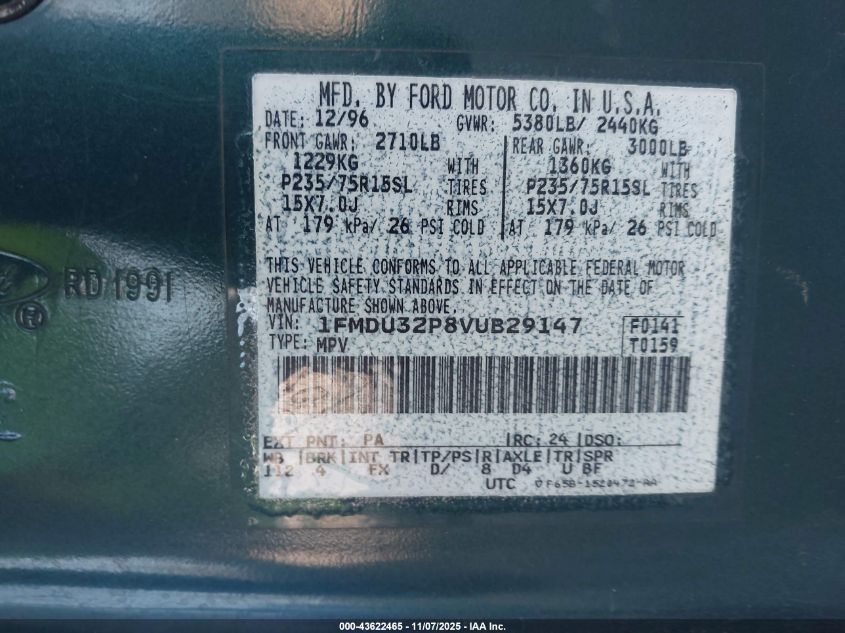 MFD. BY FORD MOTOR CO. IN U.S.A.
DATE: 12/96 GVWR: 5380LB/ 2440KG
FRONT GAWR: 2710LB REAR GAWR: 3000LB
1229KG WITH 1360KG WITH
P235/75R15SL TIRES P235/75R15SL TIRES
15X7.0J RIMS 15X7.0J RIMS
AT 179 kPa/ 26 PSI COLD AT 179 kPa/ 26 PSI COLD
THIS VEHICLE CONFORMS TO ALL APPLICABLE FEDERAL MOTOR
VEHICLE SAFETY STANDARDS IN EFFECT ON THE DATE OF
MANUFACTURE SHOWN ABOVE.
VIN: 1FMDU32P8VUB29147 F0141
TYPE: MPV T0159
RD 1991
EXT PNT: PA RC: 24 DSO:
WB BRK INT TR TP/PS R AXLE TR SPR
112 4 FX D/ 8 D4 U BF
UTC
000-43622465 - 11/07/2025 - IAA Inc.